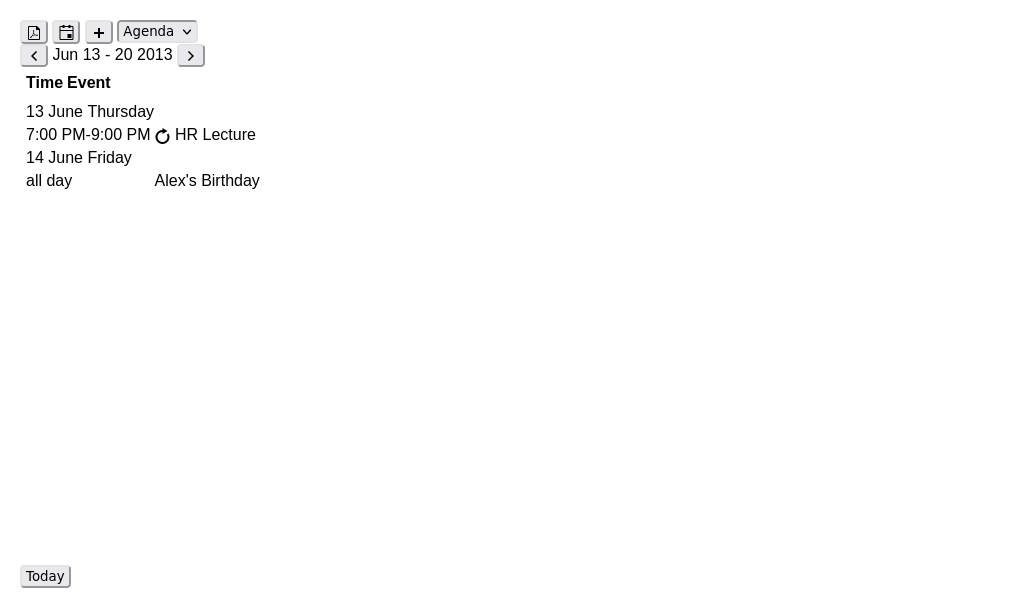 Agenda
Jun 13 - 20 2013
Time Event
13 June Thursday
7:00 PM-9:00 PM HR Lecture
14 June Friday
all day Alex's Birthday
Today